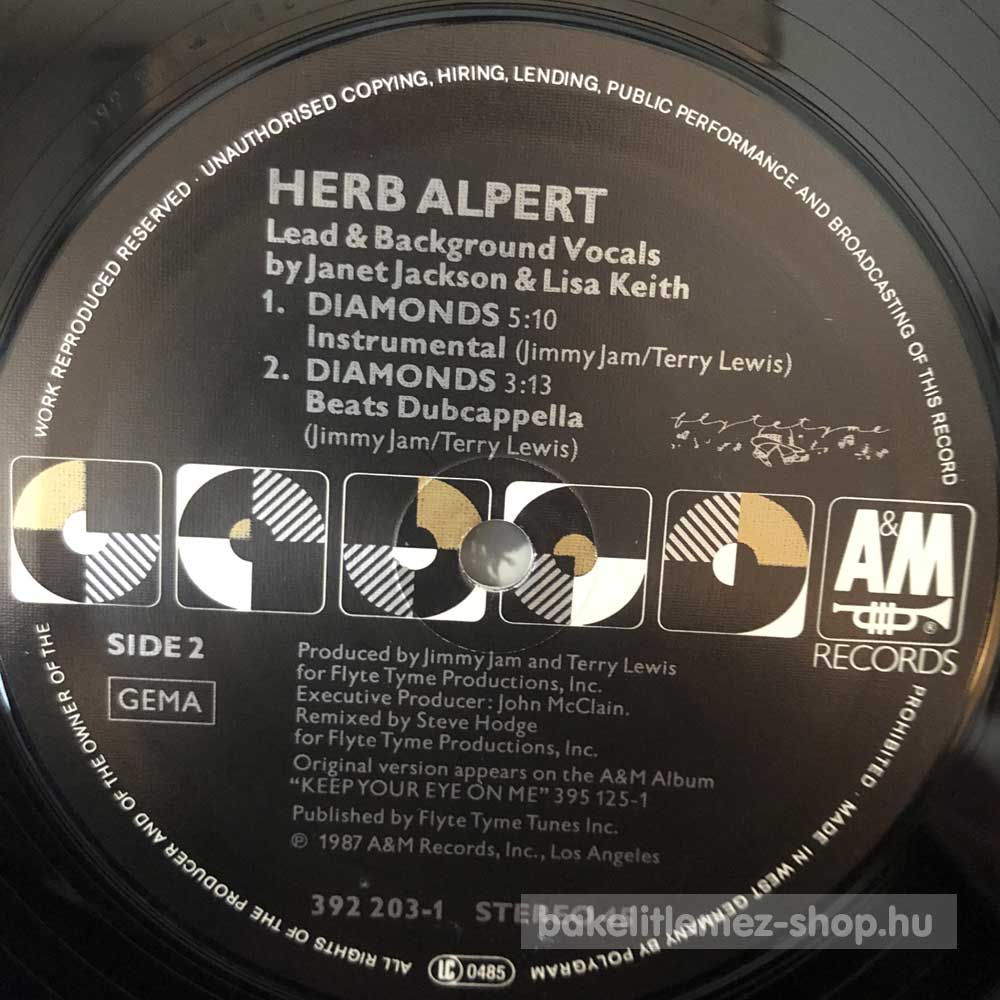 WORK REPRODUCED RESERVED · UNAUTHORISED COPYING, HIRING, LENDING, PUBLIC PERFORMANCE AND BROADCASTING OF THIS RECORD
HERB ALPERT
Lead & Background Vocals
by Janet Jackson & Lisa Keith
1. DIAMONDS 5:10
Instrumental (Jimmy Jam/Terry Lewis)
2. DIAMONDS 3:13
Beats Dubcappella
(Jimmy Jam/Terry Lewis)
flytetyme
A&M
®
RECORDS
SIDE 2
GEMA
Produced by Jimmy Jam and Terry Lewis
for Flyte Tyme Productions, Inc.
Executive Producer: John McClain.
Remixed by Steve Hodge
for Flyte Tyme Productions, Inc.
Original version appears on the A&M Album
"KEEP YOUR EYE ON ME" 395 125-1
Published by Flyte Tyme Tunes Inc.
℗ 1987 A&M Records, Inc., Los Angeles
392 203-1 STEREO
bakelitlemez-shop.hu
PROHIBITED · MADE IN WEST GERMANY BY POLYGRAM
LC 0485
ALL RIGHTS OF THE PRODUCER AND OF THE OWNER OF THE